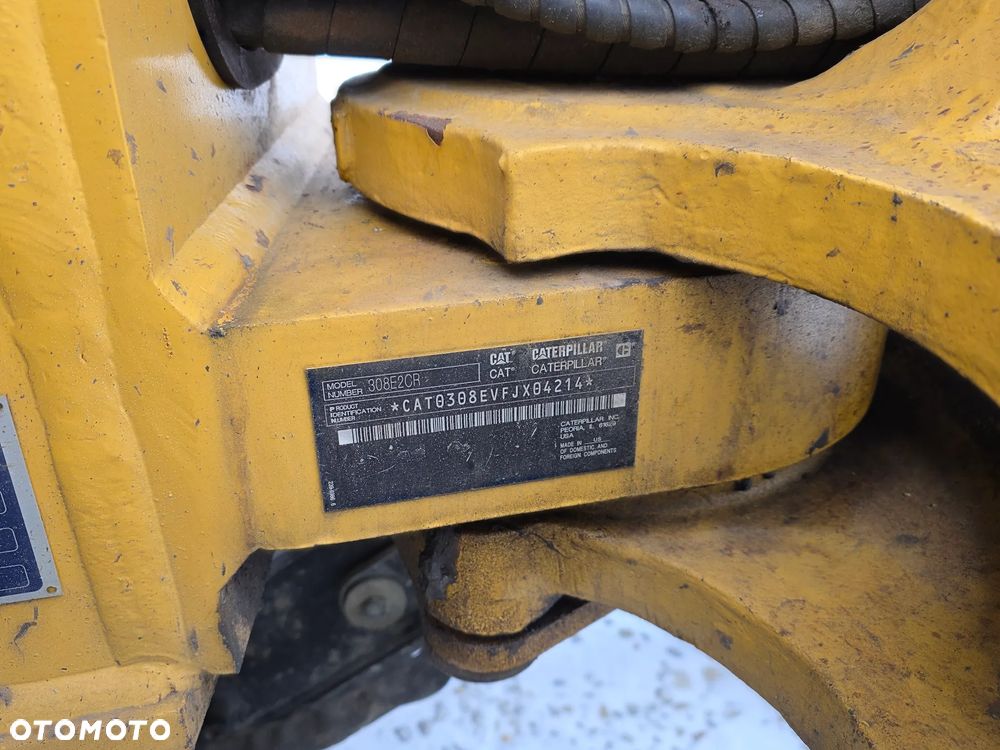 MODEL NUMBER 308E2CR
CAT CATERPILLAR
CAT® CATERPILLAR®
PRODUCT IDENTIFICATION NUMBER *CAT0308EVFJX04214*
CATERPILLAR INC.
PEORIA, IL 61629
USA
MADE IN US
OF DOMESTIC AND
FOREIGN COMPONENTS
OTOMOTO